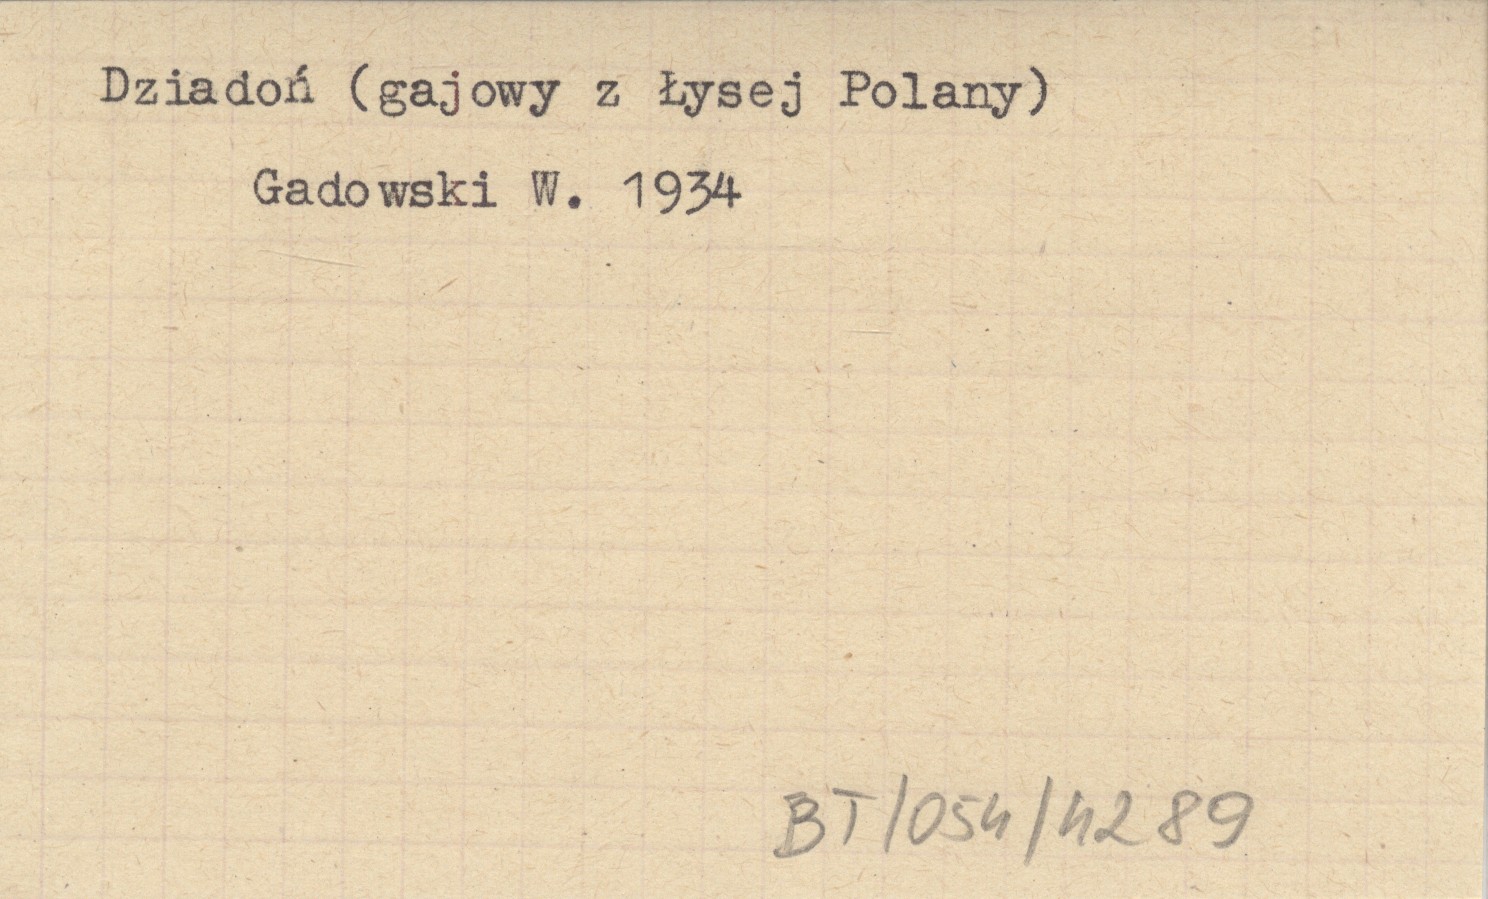 Dziadoń (gajowy z Łysej Polany)
Gadowski W. 1934
BT/054/4289